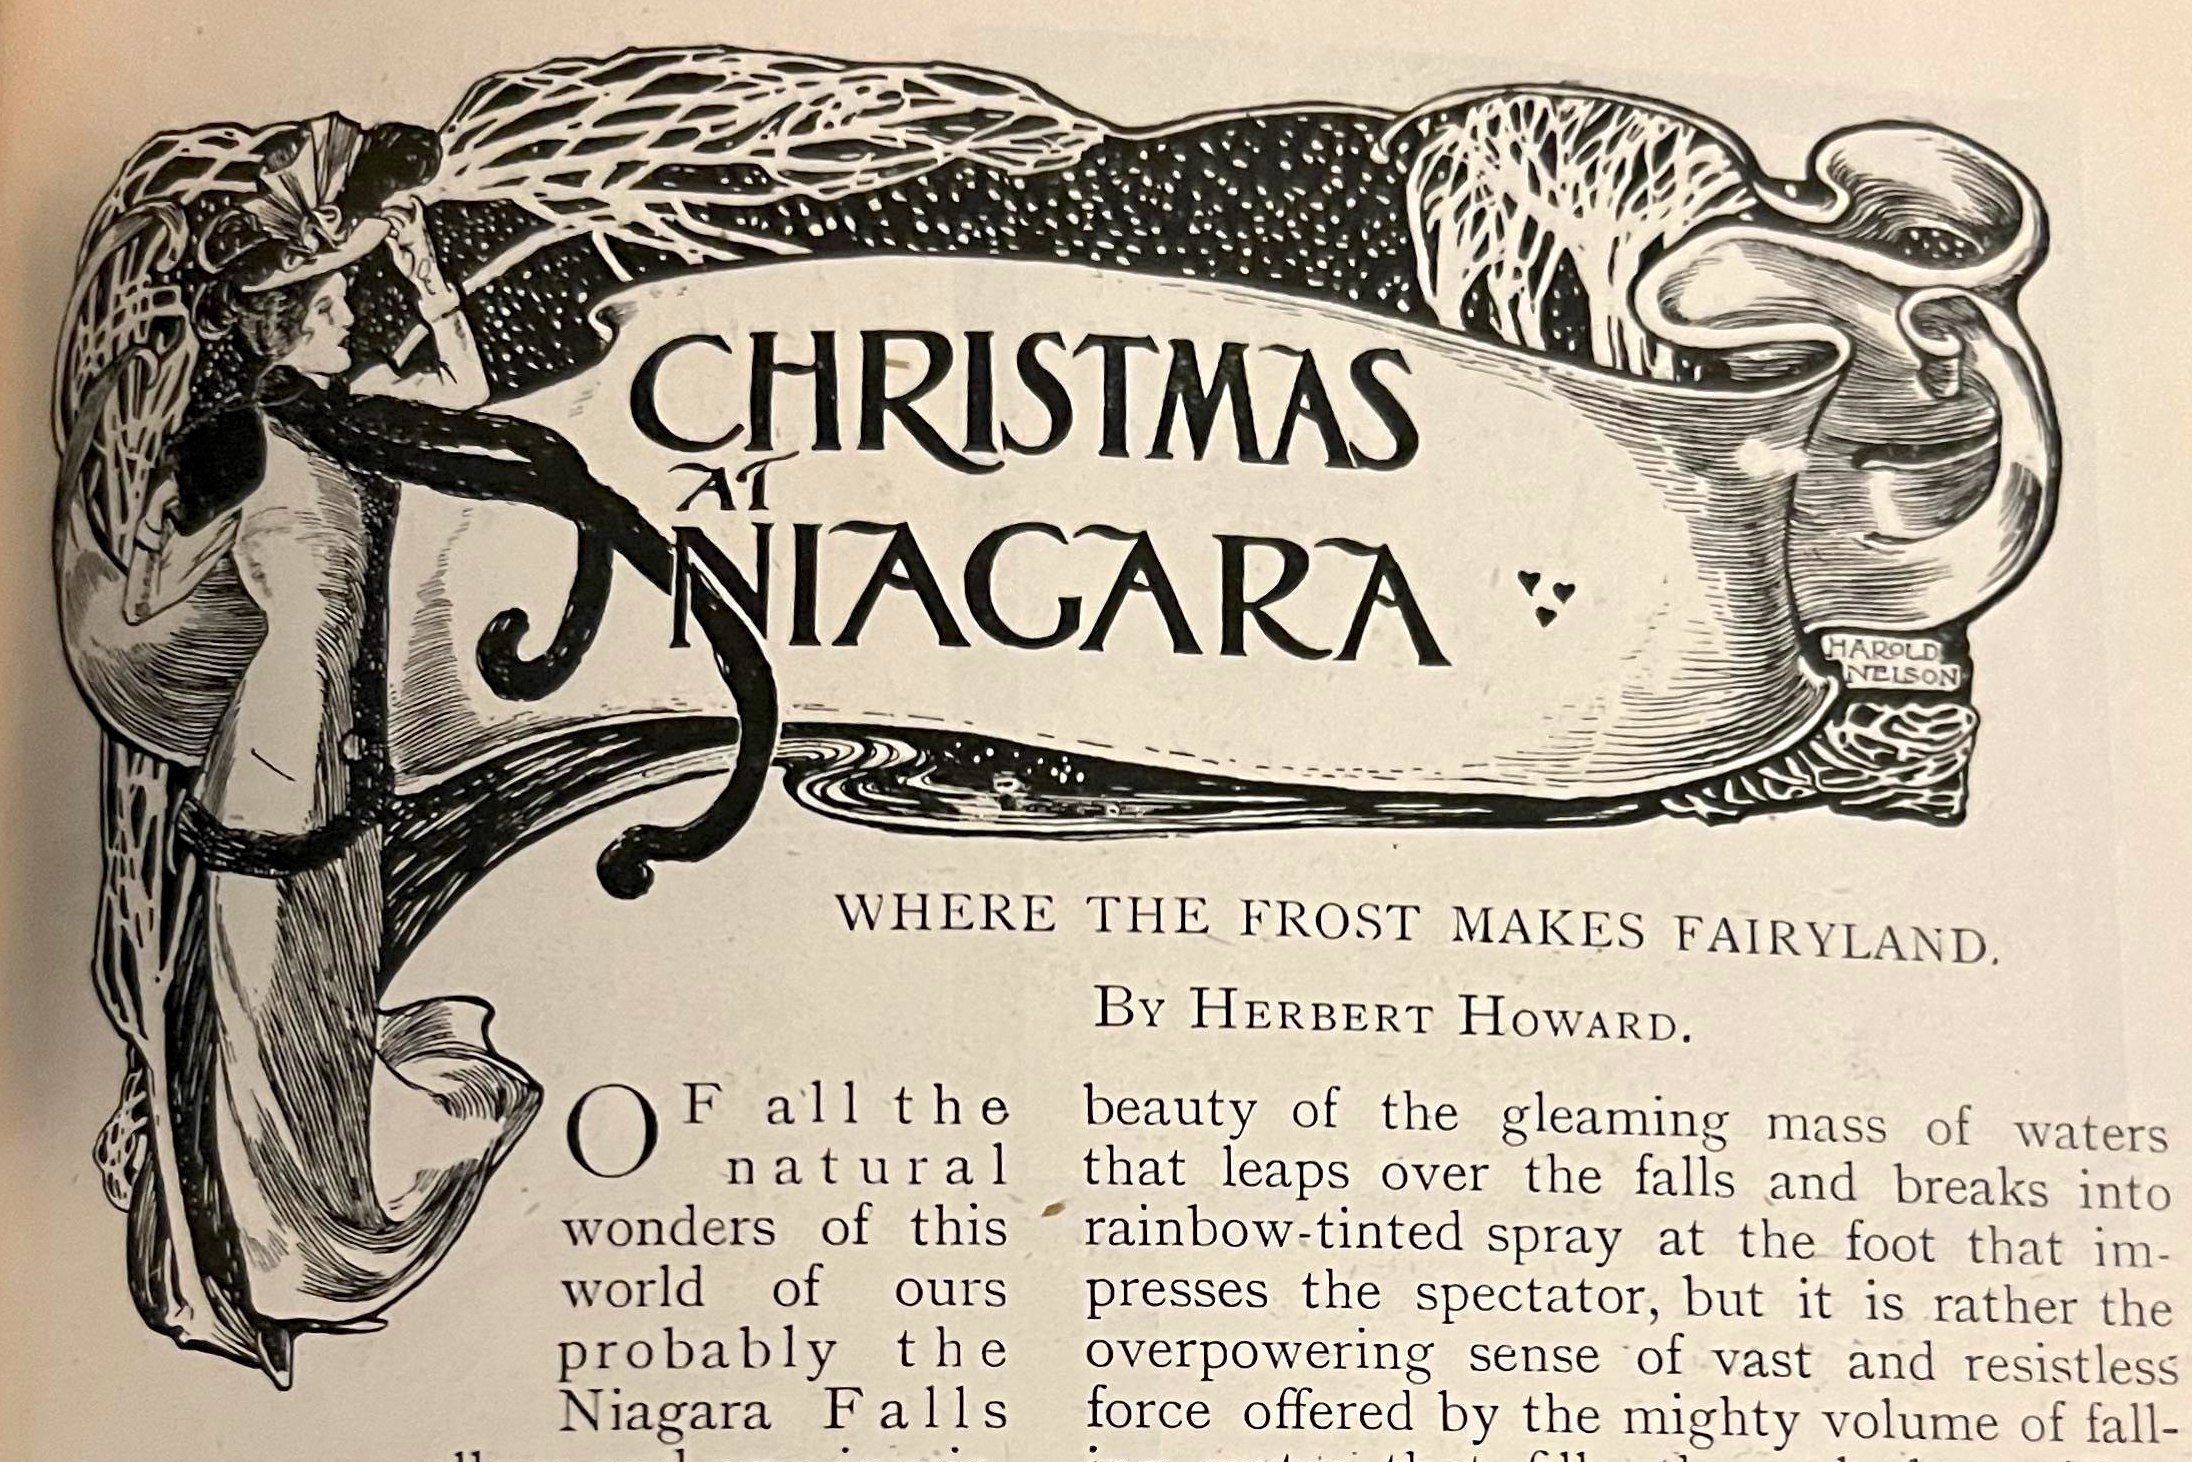 CHRISTMAS
AT
NIAGARA
HAROLD
NELSON
WHERE THE FROST MAKES FAIRYLAND.
BY HERBERT HOWARD.
OF all the
natural
wonders of this
world of ours
probably the
Niagara Falls
beauty of the gleaming mass of waters
that leaps over the falls and breaks into
rainbow-tinted spray at the foot that im-
presses the spectator, but it is rather the
overpowering sense of vast and resistless
force offered by the mighty volume of fall-